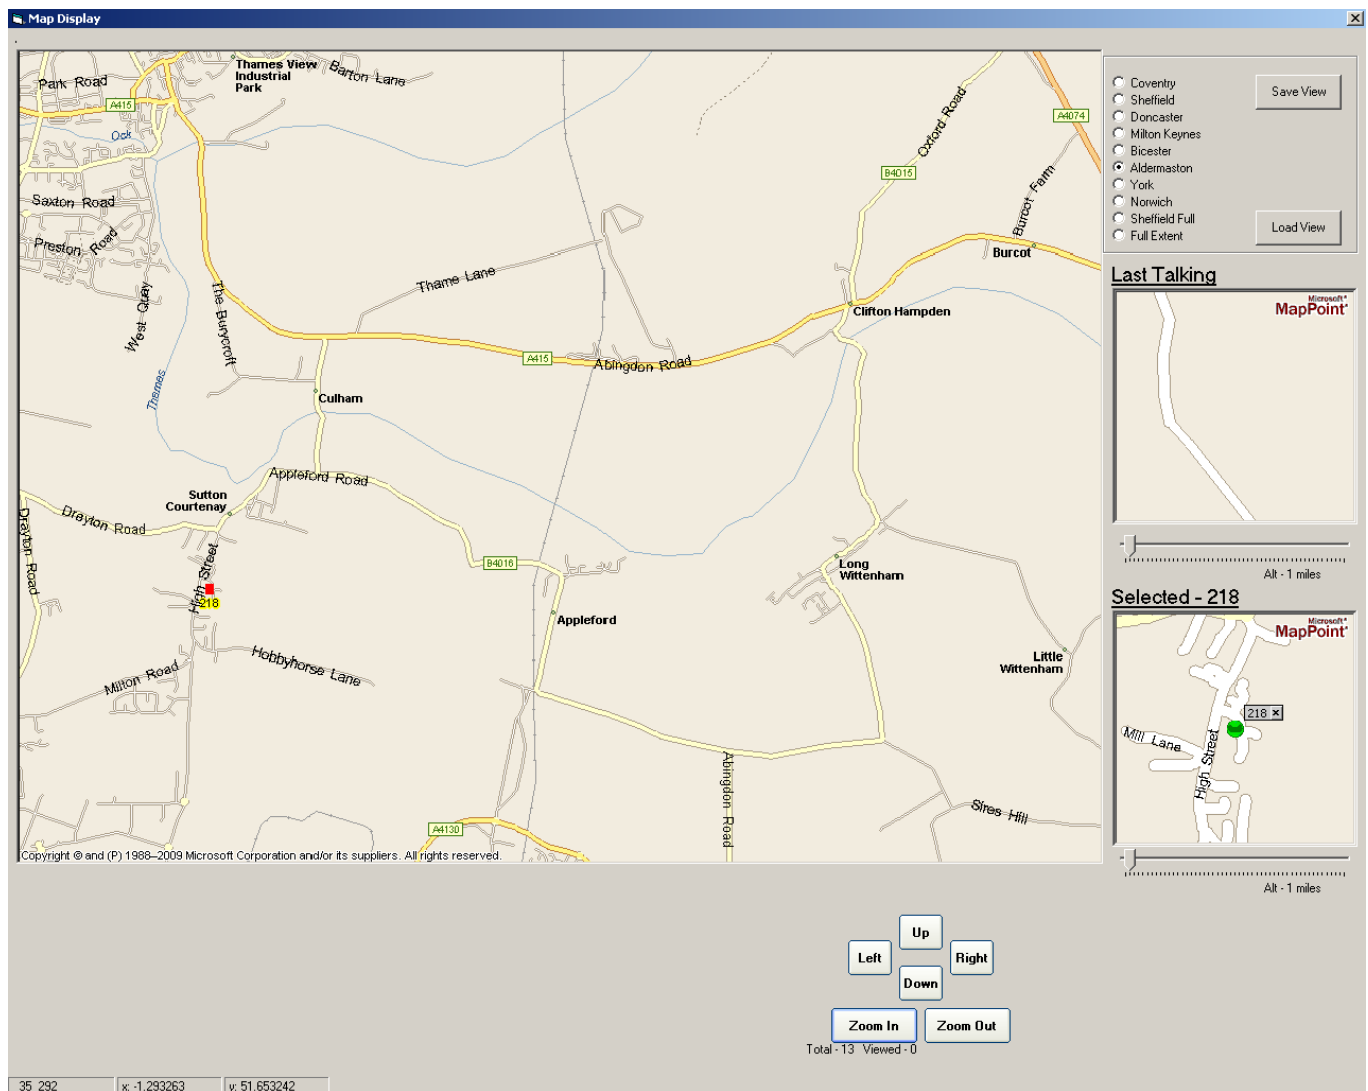 Map Display
.
Thames View
Industrial
Park
Barton Lane
Park Road
A415
Ock
Oxford Road
A4074
B4015
Saxton Road
Preston Road
West Quay
Thames
The Burycroft
Thame Lane
Burcot Farm
Burcot
Clifton Hampden
A415
Abingdon Road
Culham
Appleford Road
Sutton
Courtenay
Drayton Road
Drayton Road
High Street
218
B4016
Long
Wittenham
Appleford
Hobbyhorse Lane
Milton Road
Little
Wittenham
Abingdon Road
Sires Hill
A4130
Copyright © and (P) 1988–2009 Microsoft Corporation and/or its suppliers. All rights reserved.
Coventry
Sheffield
Doncaster
Milton Keynes
Bicester
Aldermaston
York
Norwich
Sheffield Full
Full Extent
Save View
Load View
Last Talking
Microsoft®
MapPoint®
Alt - 1 miles
Selected - 218
Microsoft®
MapPoint®
218
Mill Lane
High Street
Alt - 1 miles
Up
Left
Right
Down
Zoom In
Zoom Out
Total - 13 Viewed - 0
35 292
x: -1.293263
y: 51.653242